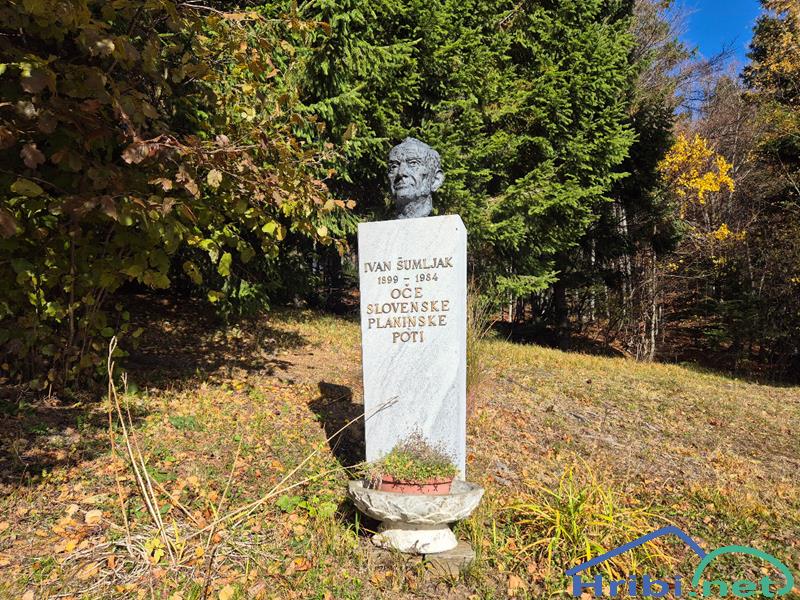 IVAN ŠUMLJAK
1899 - 1984
OČE
SLOVENSKE
PLANINSKE
POTI
Hribi.net